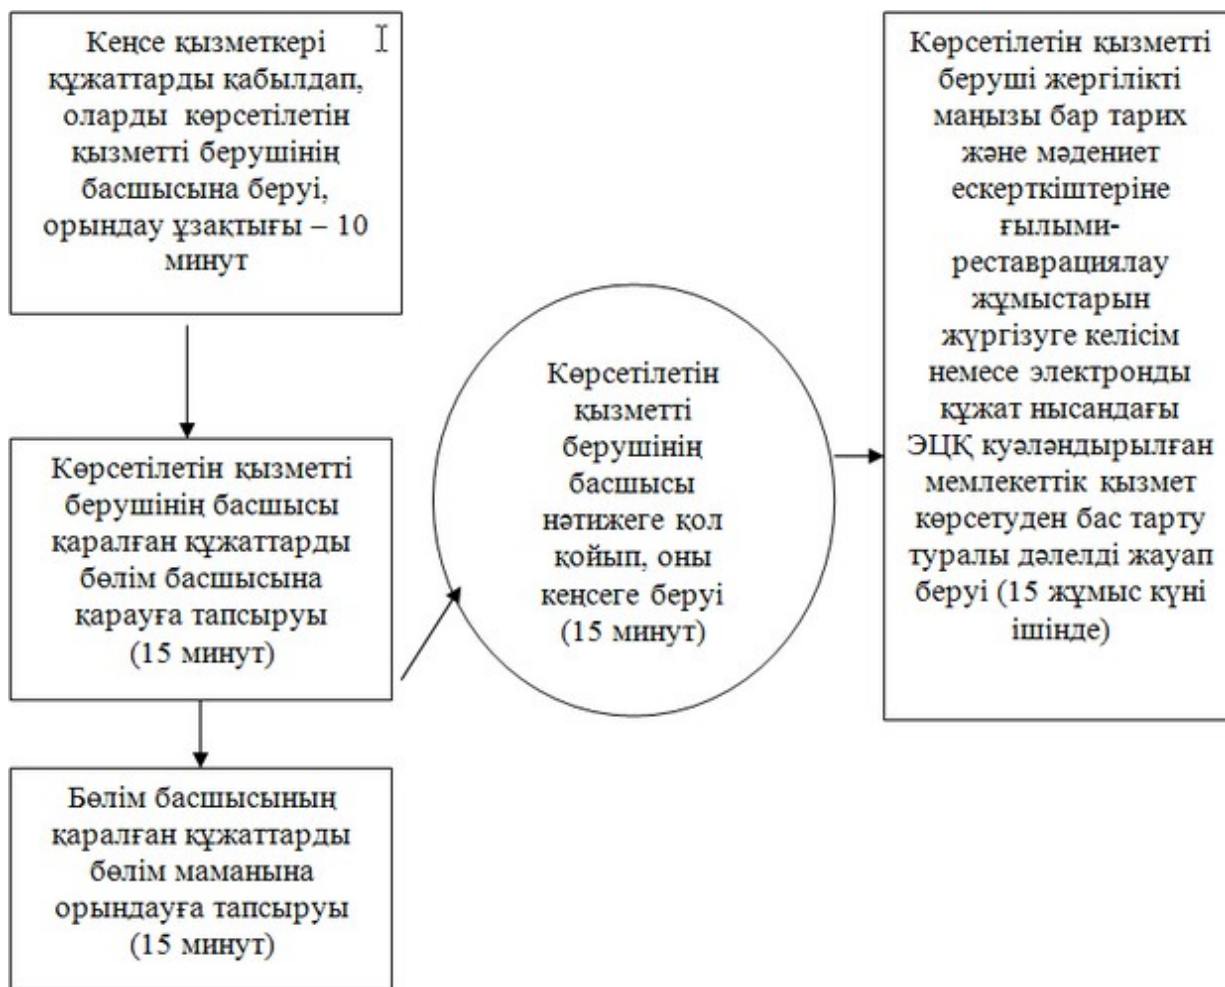 Кеңсе қызметкері
құжаттарды қабылдап,
оларды көрсетілетін
қызметті берушінің
басшысына беруі,
орындау ұзақтығы – 10
минут
Көрсетілетін қызметті
берушінің басшысы
қаралған құжаттарды
бөлім басшысына
қарауға тапсыруы
(15 минут)
Бөлім басшысының
қаралған құжаттарды
бөлім маманына
орындауға тапсыруы
(15 минут)
Көрсетілетін
қызметті
берушінің
басшысы
нәтижеге қол
қойып, оны
кеңсеге беруі
(15 минут)
Көрсетілетін қызметті
беруші жергілікті
маңызы бар тарих
және мәдениет
ескерткіштеріне
ғылыми-
реставрациялау
жұмыстарын
жүргізуге келісім
немесе электронды
құжат нысандағы
ЭЦҚ куәландырылған
мемлекеттік қызмет
көрсетуден бас тарту
туралы дәлелді жауап
беруі (15 жұмыс күні
ішінде)